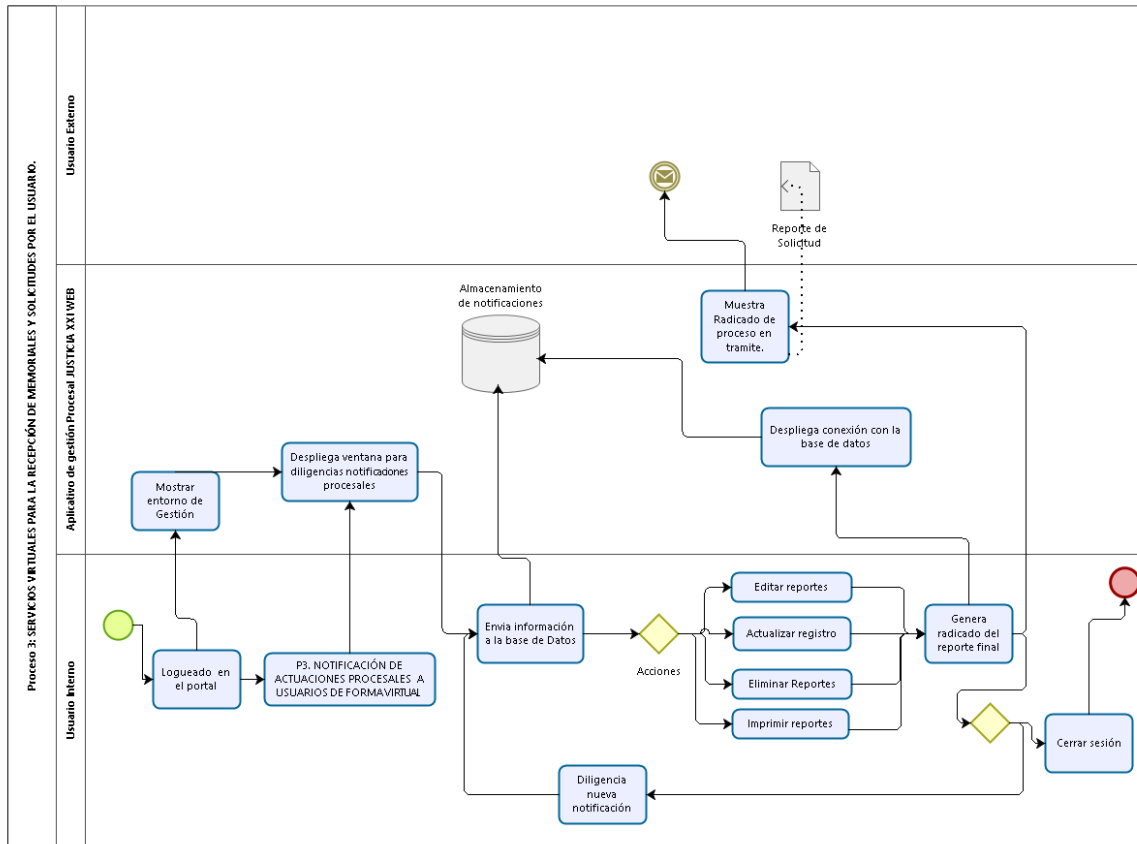 Proceso 3: SERVICIOS VIRTUALES PARA LA RECEPCIÓN DE MEMORIALES Y SOLICITUDES POR EL USUARIO.
Usuario Externo
Reporte de
Solicitud
Aplicativo de gestión Procesal JUSTICIA XXI WEB
Almacenamiento
de notificaciones
Muestra
Radicado de
proceso en
tramite.
Despliega conexión con la
base de datos
Despliega ventana para
diligencias notificaciones
procesales
Mostrar
entorno de
Gestión
Usuario Interno
Logueado en
el portal
P3. NOTIFICACIÓN DE
ACTUACIONES PROCESALES A
USUARIOS DE FORMA VIRTUAL
Envia información
a la base de Datos
Acciones
Editar reportes
Actualizar registro
Eliminar Reportes
Imprimir reportes
Genera
radicado del
reporte final
Cerrar sesión
Diligencia
nueva
notificación